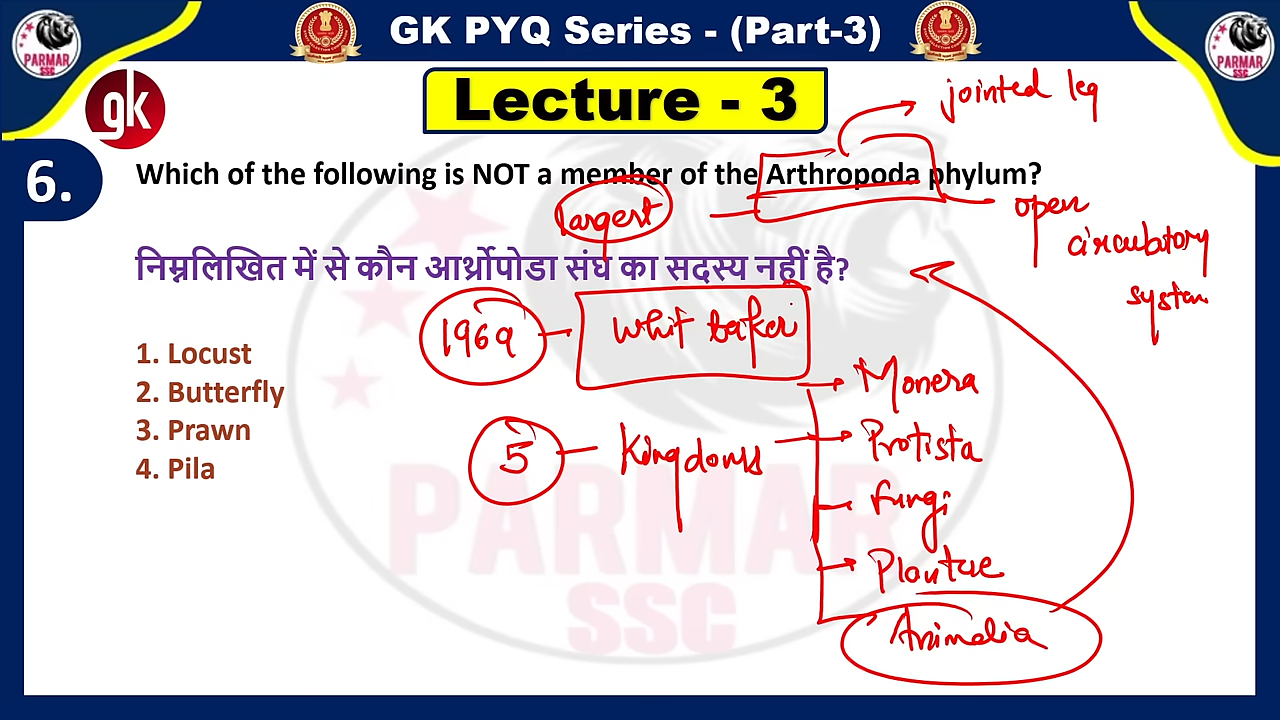 GK PYQ Series - (Part-3)
PARMAR
SSC
PARMAR
SSC
gk
Lecture - 3
jointed leg
6.
Which of the following is NOT a member of the Arthropoda phylum?
largest
open
circulatory
system
निम्नलिखित में से कौन आर्थ्रोपोडा संघ का सदस्य नहीं है?
1969 - Whit taker
1. Locust
2. Butterfly
3. Prawn
4. Pila
5 - Kingdoms
Monera
Protista
Fungi
Plantae
Animalia
PARMAR
SSC